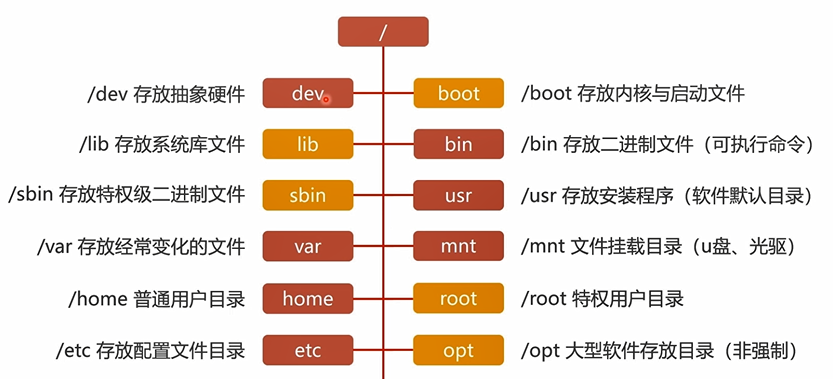 /
/dev 存放抽象硬件 dev boot /boot 存放内核与启动文件
/lib 存放系统库文件 lib bin /bin 存放二进制文件（可执行命令）
/sbin 存放特权级二进制文件 sbin usr /usr 存放安装程序（软件默认目录）
/var 存放经常变化的文件 var mnt /mnt 文件挂载目录（u盘、光驱）
/home 普通用户目录 home root /root 特权用户目录
/etc 存放配置文件目录 etc opt /opt 大型软件存放目录（非强制）